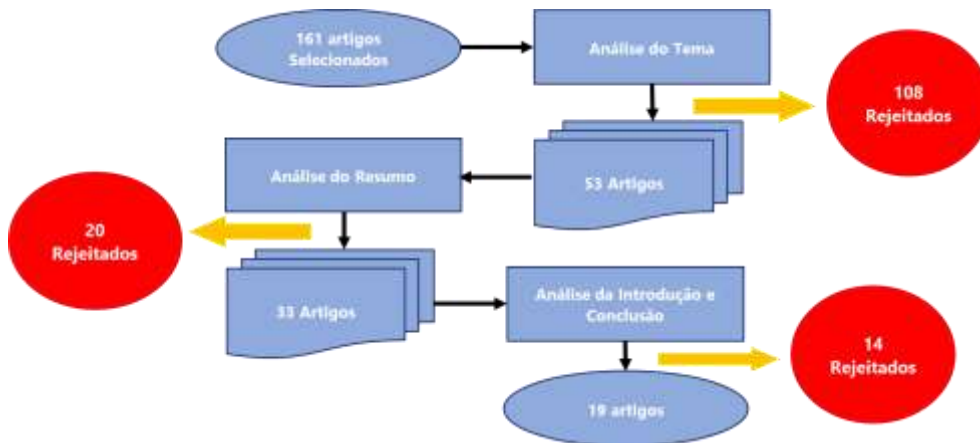 161 artigos
Selecionados
Análise do Tema
108
Rejeitados
53 Artigos
Análise do Resumo
20
Rejeitados
33 Artigos
Análise da Introdução e
Conclusão
14
Rejeitados
19 artigos